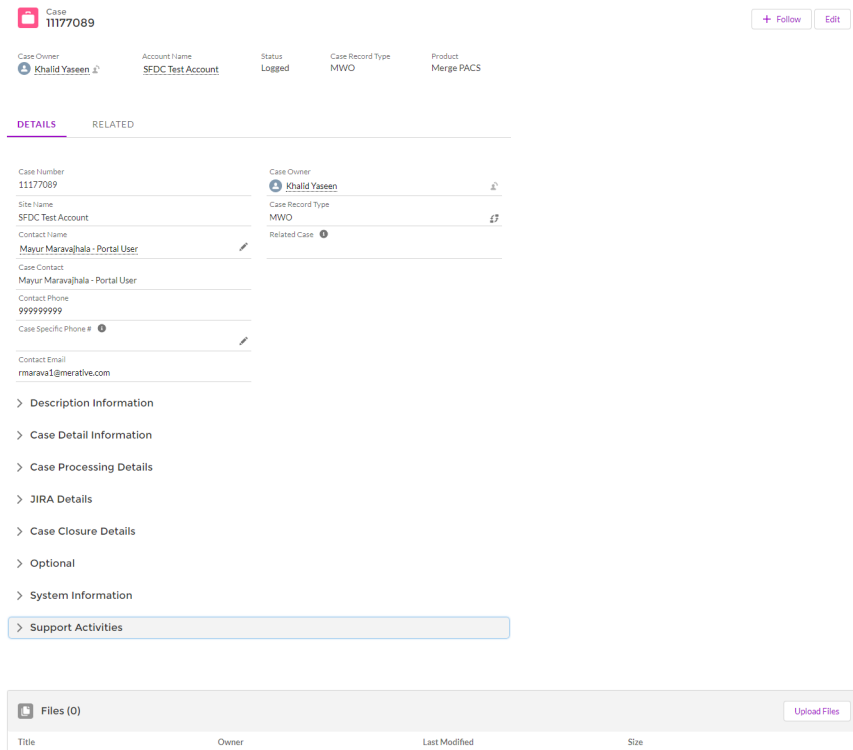 Case
11177089
+ Follow
Edit
Case Owner
Account Name
Status
Case Record Type
Product
Khalid Yaseen
SFDC Test Account
Logged
MWO
Merge PACS
DETAILS
RELATED
Case Number
11177089
Case Owner
Khalid Yaseen
Site Name
SFDC Test Account
Case Record Type
MWO
Contact Name
Mayur Maravajhala - Portal User
Related Case
Case Contact
Mayur Maravajhala - Portal User
Contact Phone
999999999
Case Specific Phone #
Contact Email
rmarava1@merative.com
Description Information
Case Detail Information
Case Processing Details
JIRA Details
Case Closure Details
Optional
System Information
Support Activities
Files (0)
Upload Files
Title
Owner
Last Modified
Size